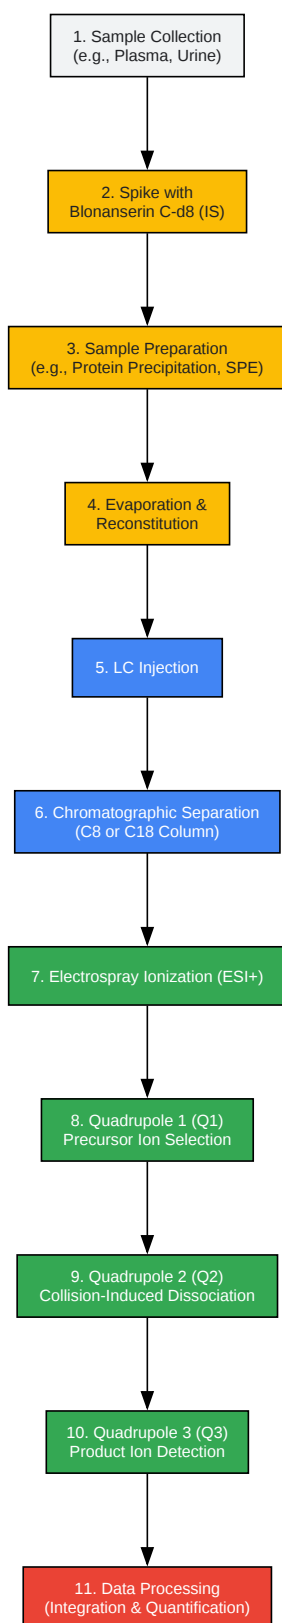 1. Sample Collection
(e.g., Plasma, Urine)
2. Spike with
Blonanserin C-d8 (IS)
3. Sample Preparation
(e.g., Protein Precipitation, SPE)
4. Evaporation &
Reconstitution
5. LC Injection
6. Chromatographic Separation
(C8 or C18 Column)
7. Electrospray Ionization (ESI+)
8. Quadrupole 1 (Q1)
Precursor Ion Selection
9. Quadrupole 2 (Q2)
Collision-Induced Dissociation
10. Quadrupole 3 (Q3)
Product Ion Detection
11. Data Processing
(Integration & Quantification)